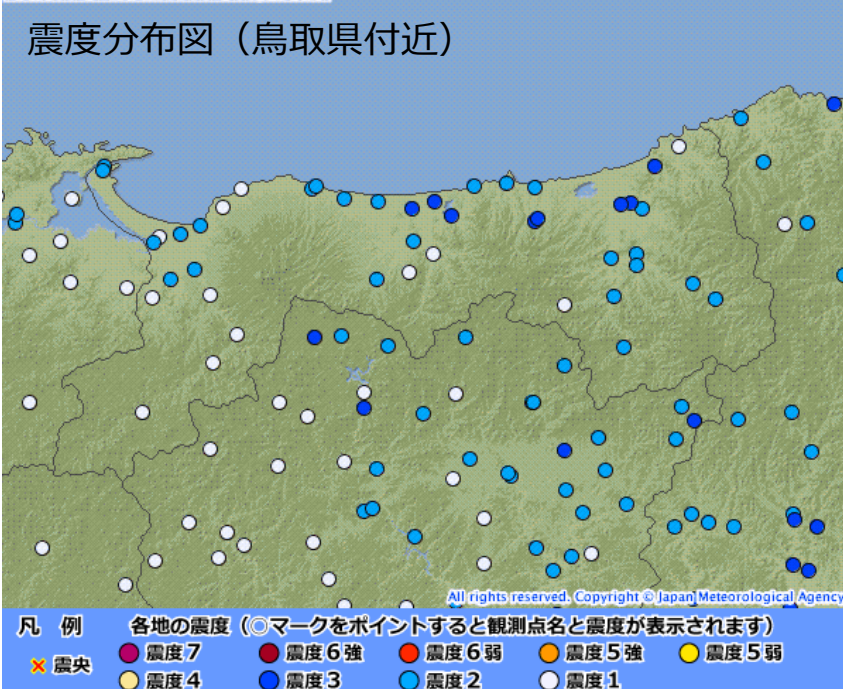 震度分布図（鳥取県付近）
All rights reserved. Copyright © Japan Meteorological Agency
凡 例 各地の震度（○マークをポイントすると観測点名と震度が表示されます）
震央 震度７ 震度６強 震度６弱 震度５強 震度５弱
震度４ 震度３ 震度２ 震度１